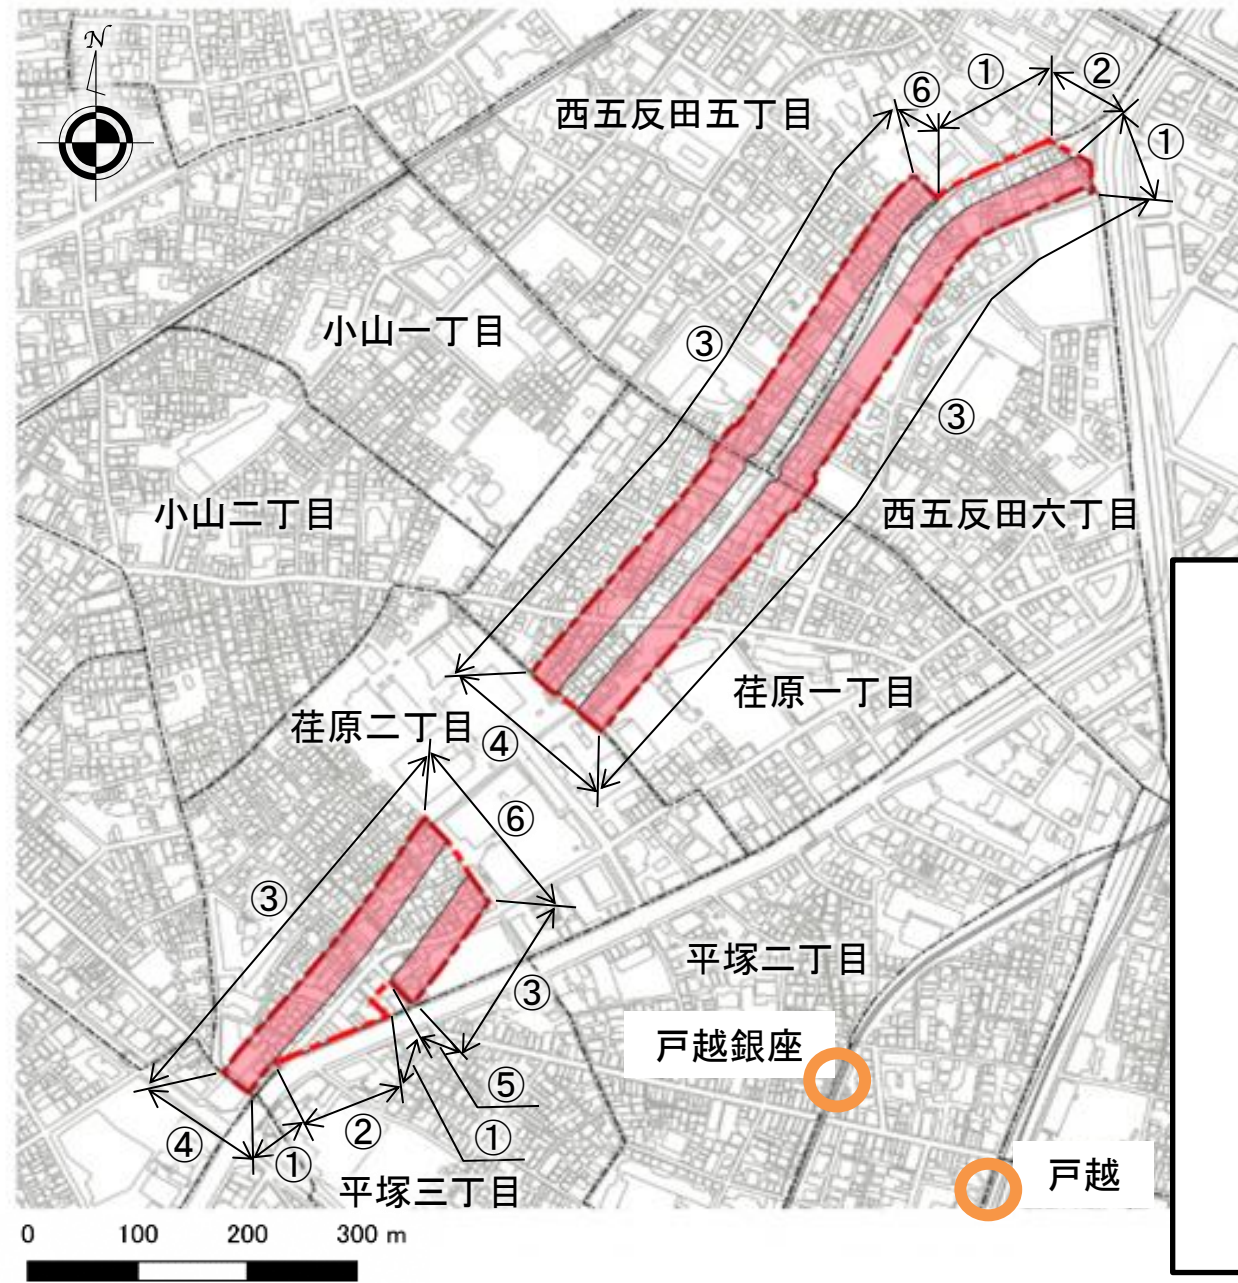 N
西五反田五丁目
⑥
①
②
①
小山一丁目
③
③
小山二丁目
西五反田六丁目
荏原一丁目
荏原二丁目
④
⑥
③
平塚二丁目
③
戸越銀座
⑤
②
①
④
①
平塚三丁目
戸越
0 100 200 300 m